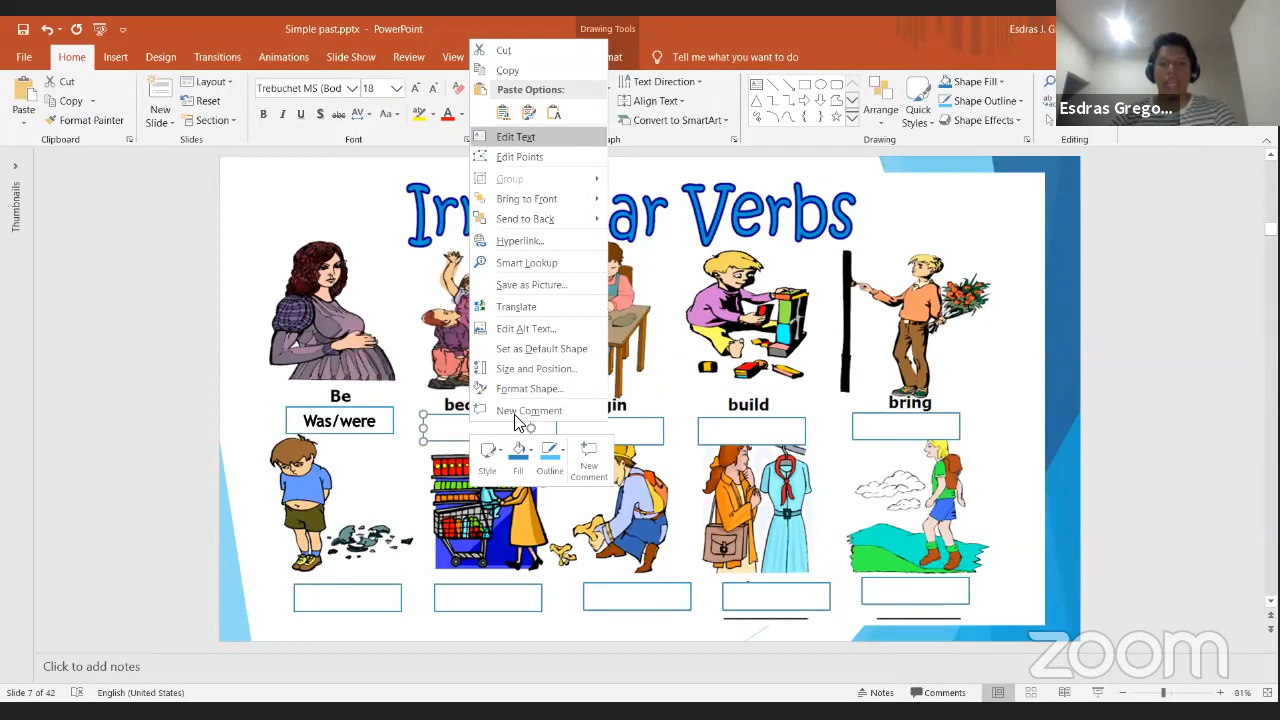 Simple past.pptx - PowerPoint
Drawing Tools
Esdras J. G
File
Home
Insert
Design
Transitions
Animations
Slide Show
Review
View
mat
Tell me what you want to do
Paste
Cut
Copy
Format Painter
Clipboard
New
Slide
Layout
Reset
Section
Slides
Trebuchet MS (Bod
18
B I U S abc
Aa
A
Font
Text Direction
Align Text
Convert to SmartArt
Arrange
Quick
Styles
Shape Fill
Shape Outline
Shape Effects
Drawing
Editing
Esdras Grego...
Cut
Copy
Paste Options:
Edit Text
Edit Points
Group
Bring to Front
Send to Back
Hyperlink...
Smart Lookup
Save as Picture...
Translate
Edit Alt Text...
Set as Default Shape
Size and Position...
Format Shape...
New Comment
Style
Fill
Outline
New
Comment
Thumbnails
Irr ar Verbs
Be
bec
gin
build
bring
Was/were
zoom
Click to add notes
Slide 7 of 42
English (United States)
Notes
Comments
81%